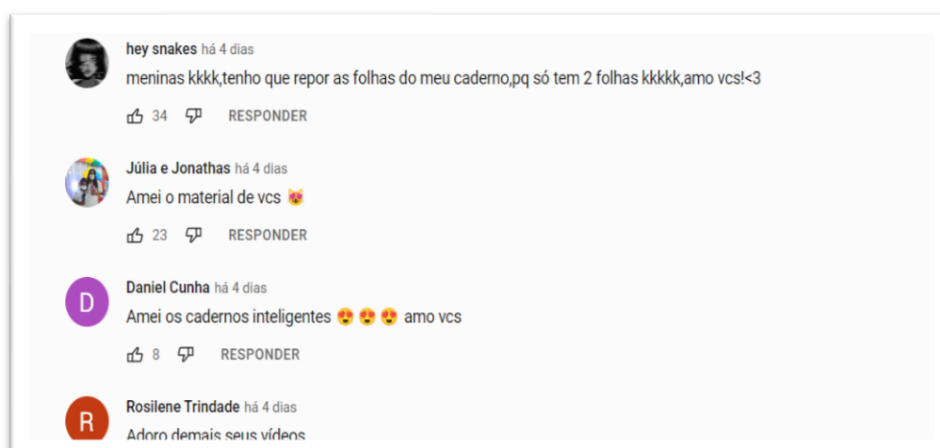 hey snakes há 4 dias
meninas kkkk,tenho que repor as folhas do meu caderno,pq só tem 2 folhas kkkkk,amo vcs!<3
34 RESPONDER
Júlia e Jonathas há 4 dias
Amei o material de vcs 😻
23 RESPONDER
D
Daniel Cunha há 4 dias
Amei os cadernos inteligentes 😍 😍 😍 amo vcs
8 RESPONDER
R
Rosilene Trindade há 4 dias
Adoro demais seus vídeos